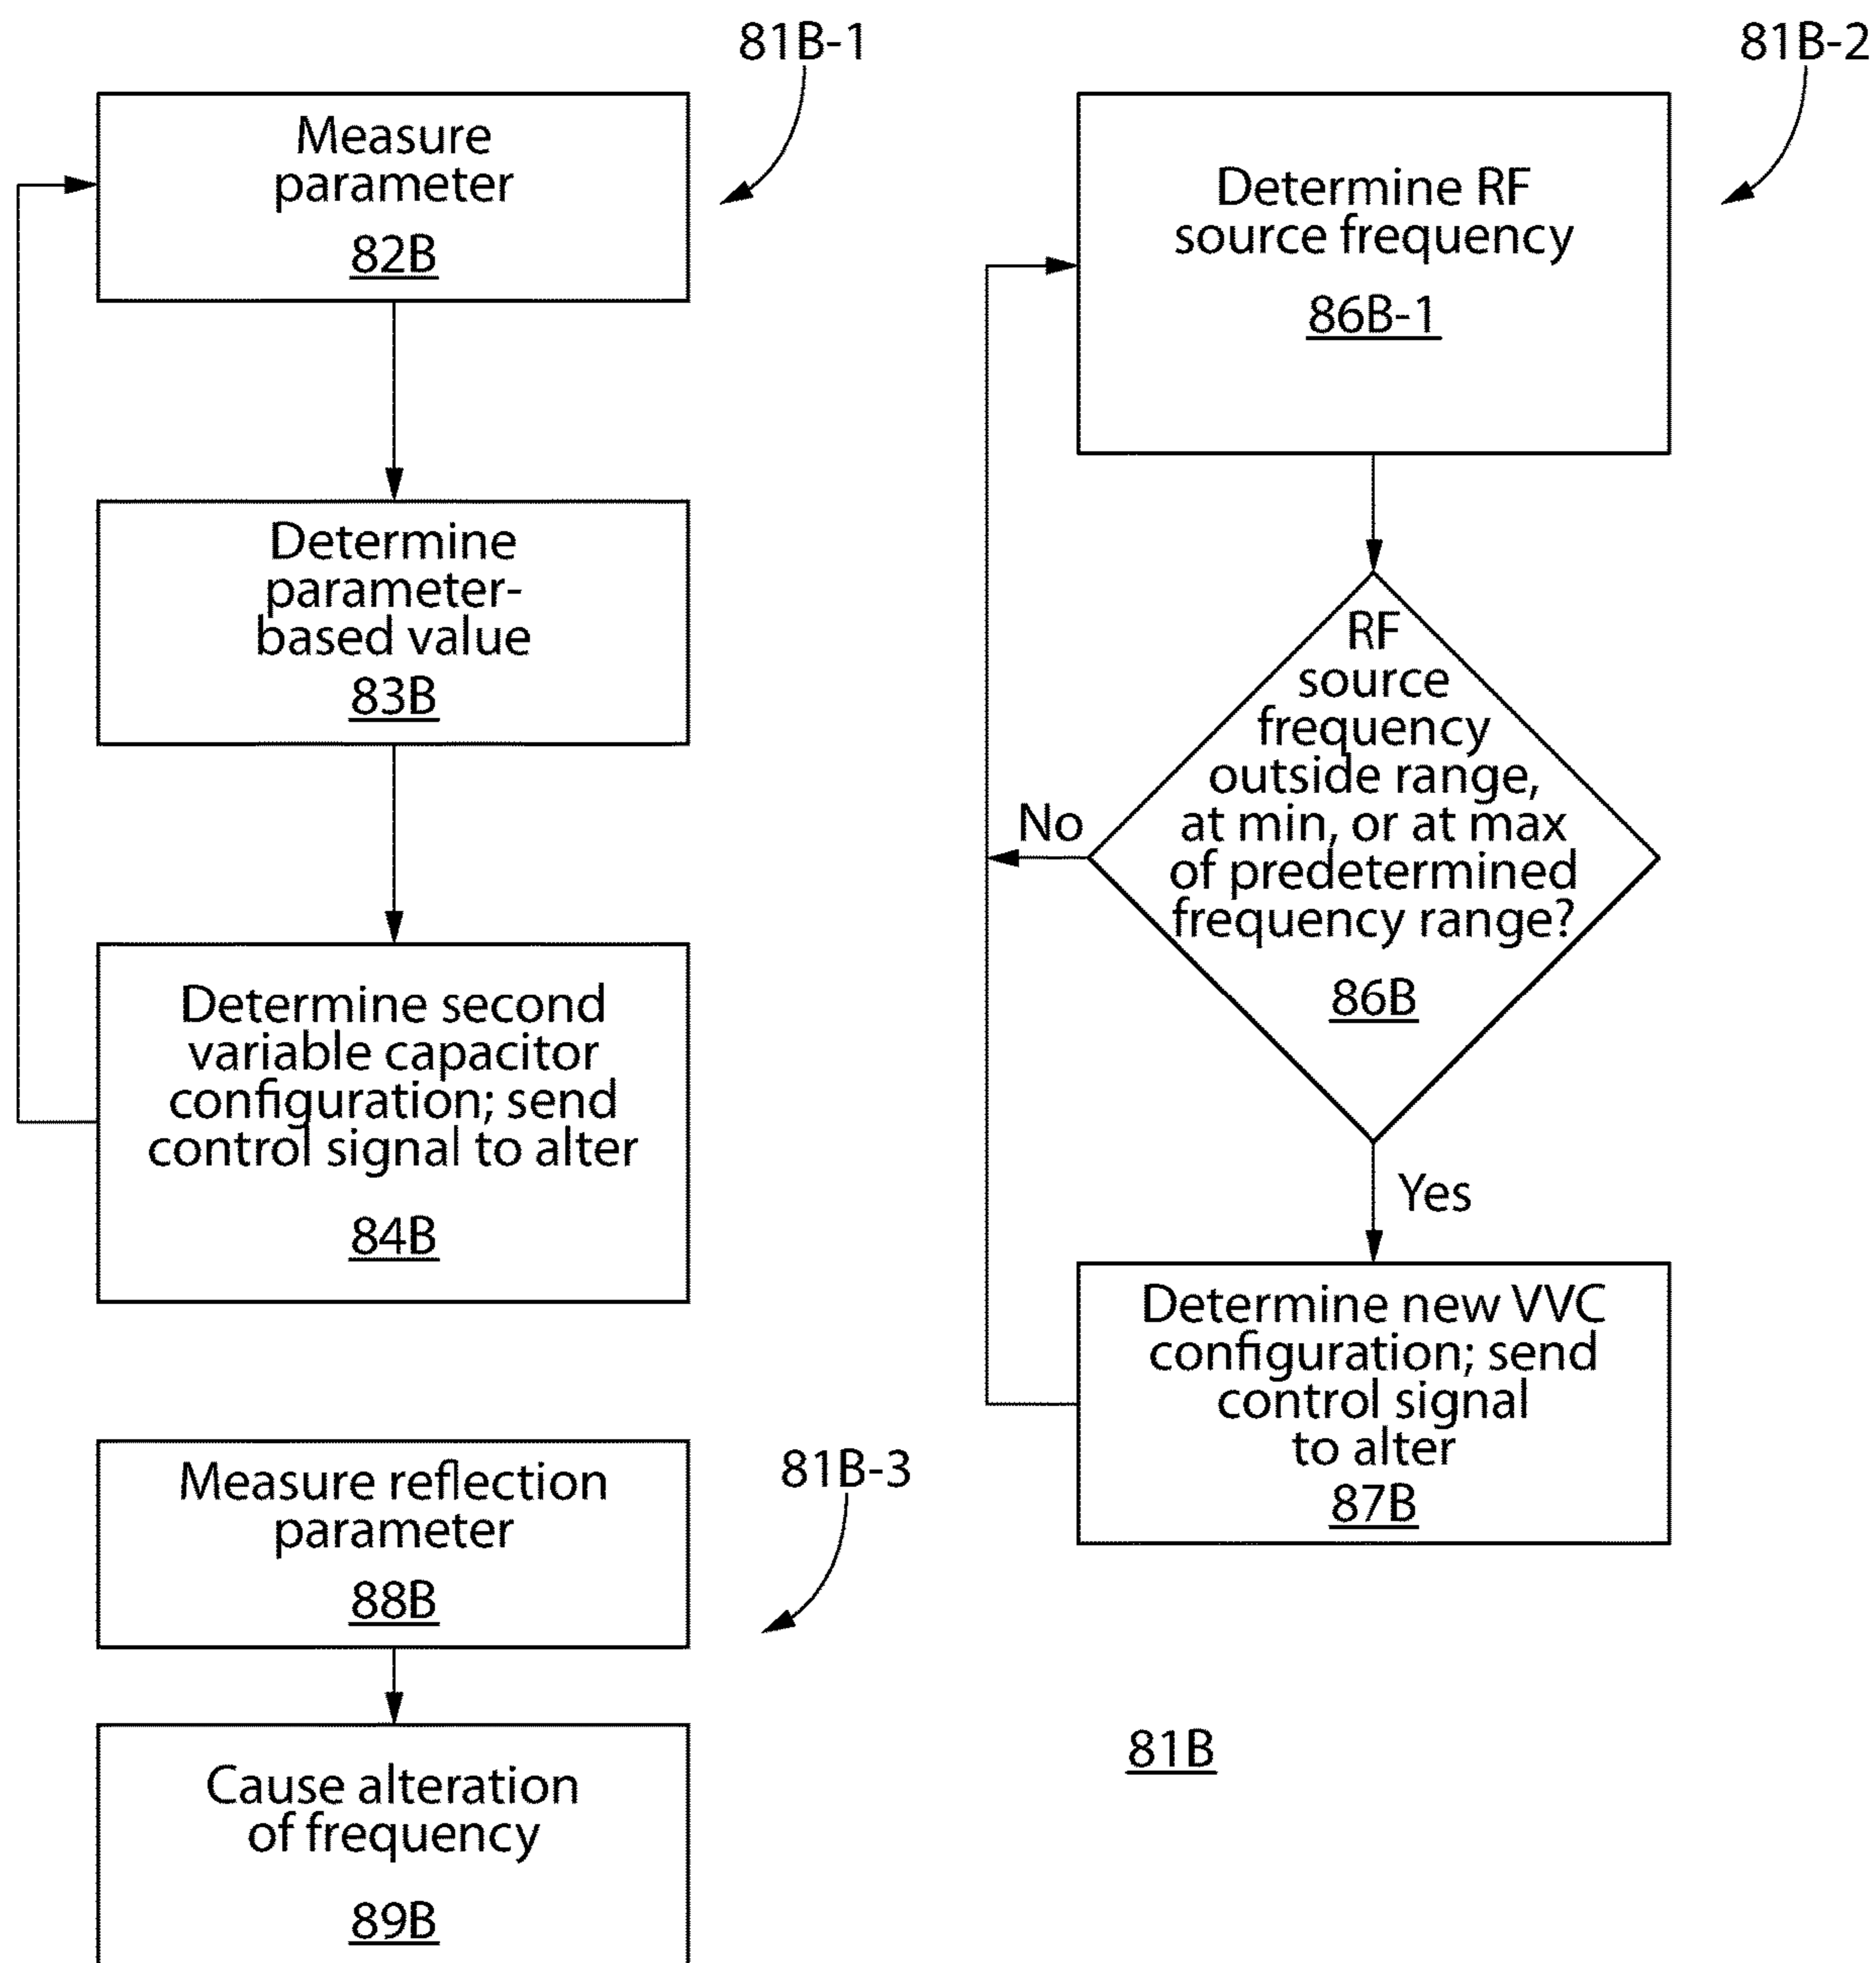 81B-1
Measure
parameter
82B
Determine
parameter-
based value
83B
Determine second
variable capacitor
configuration; send
control signal to alter
84B
81B-2
Determine RF
source frequency
86B-1
RF
source
frequency
outside range,
at min, or at max
of predetermined
frequency range?
86B
No
Yes
Determine new VVC
configuration; send
control signal
to alter
87B
81B-3
Measure reflection
parameter
88B
Cause alteration
of frequency
89B
81B